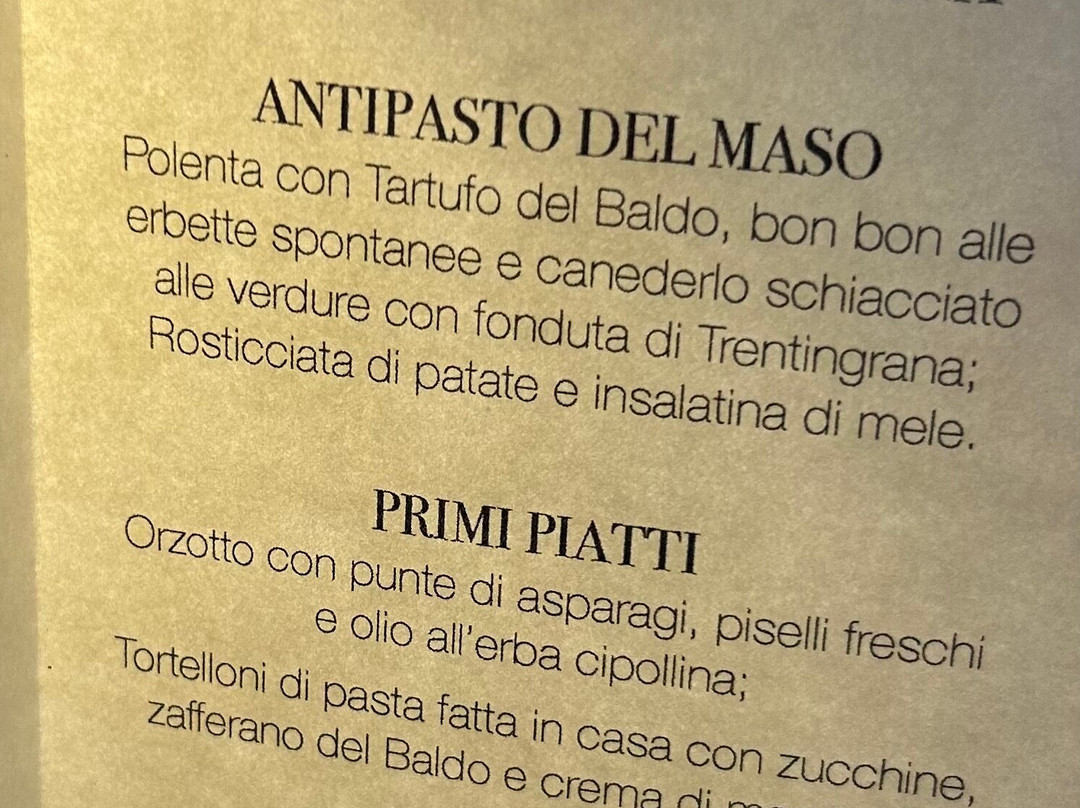 ANTIPASTO DEL MASO
Polenta con Tartufo del Baldo, bon bon alle
erbette spontanee e canederlo schiacciato
alle verdure con fonduta di Trentingrana;
Rosticciata di patate e insalatina di mele.
PRIMI PIATTI
Orzotto con punte di asparagi, piselli freschi
e olio all'erba cipollina;
Tortelloni di pasta fatta in casa con zucchine,
zafferano del Baldo e crema di